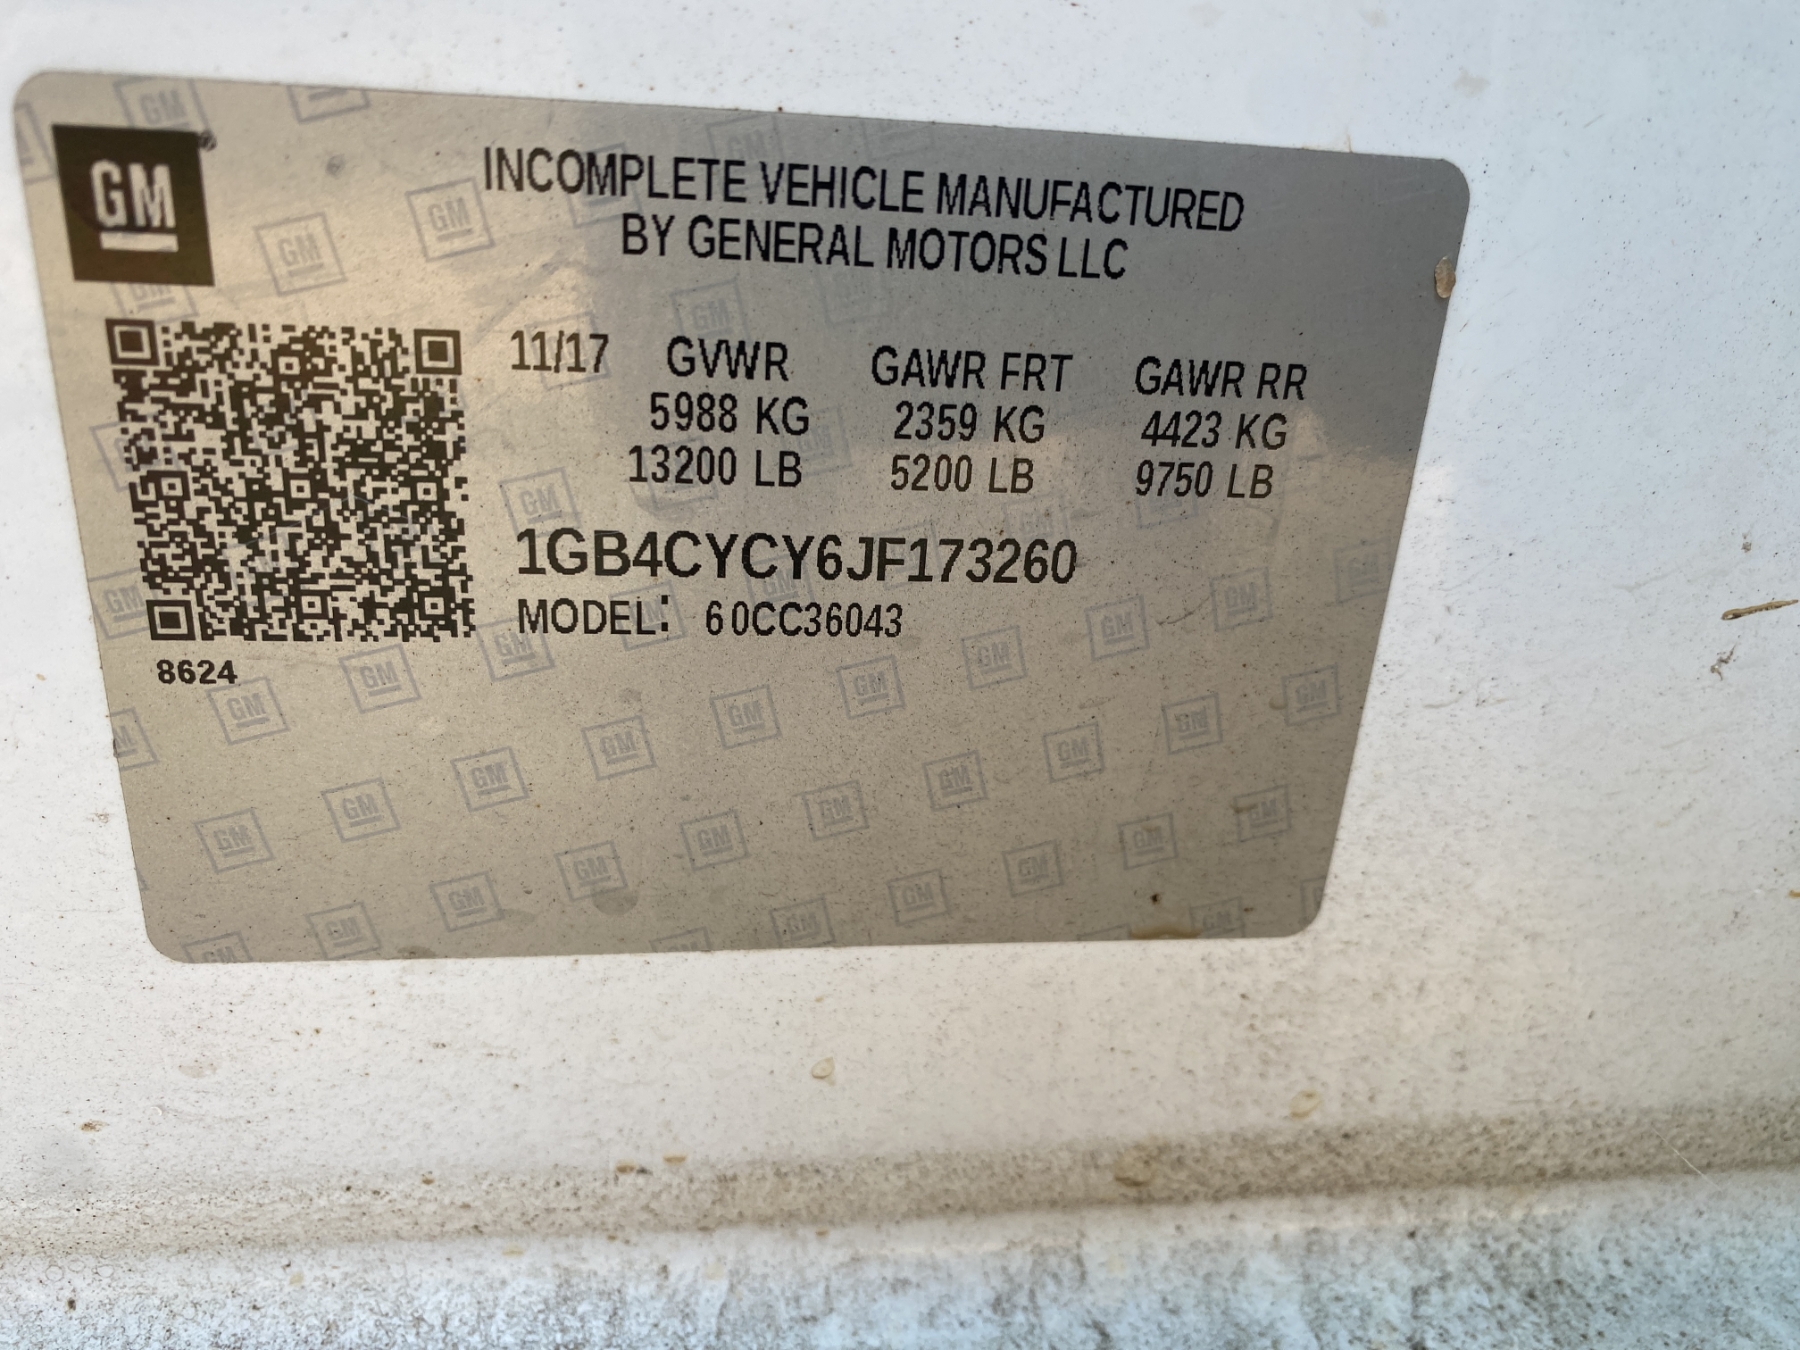 GM
INCOMPLETE VEHICLE MANUFACTURED
BY GENERAL MOTORS LLC
11/17 GVWR GAWR FRT GAWR RR
5988 KG 2359 KG 4423 KG
13200 LB 5200 LB 9750 LB
1GB4CYCY6JF173260
MODEL: 60CC36043
8624